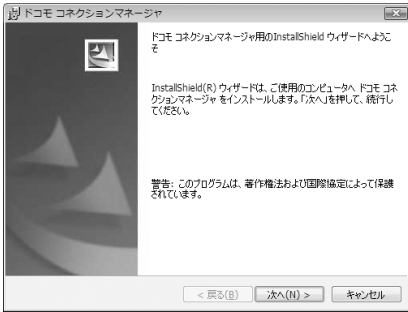 ドコモ コネクションマネージャ
ドコモ コネクションマネージャ用のInstallShield ウィザードへようこ
そ
InstallShield(R) ウィザードは、ご使用のコンピュータへ ドコモ コネ
クションマネージャ をインストールします。「次へ」を押して、続行し
てください。
警告: このプログラムは、著作権法および国際協定によって保護
されています。
< 戻る(B)
次へ(N) >
キャンセル